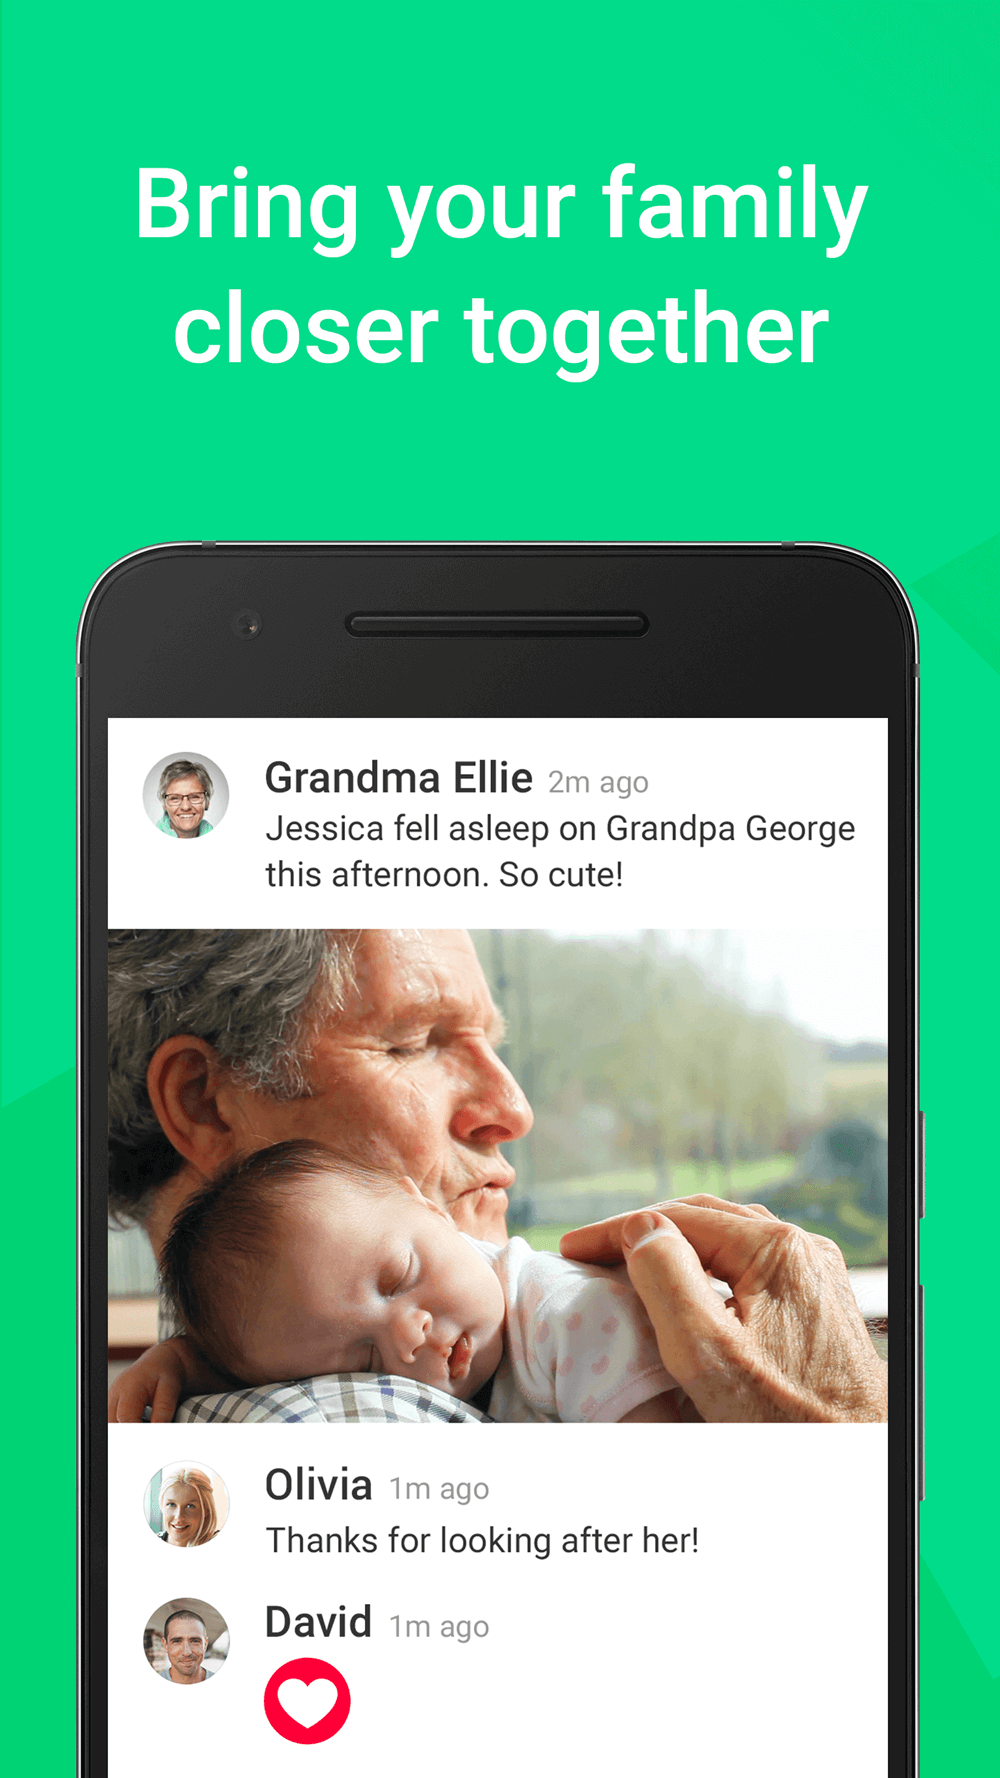 Bring your family
closer together
Grandma Ellie 2m ago
Jessica fell asleep on Grandpa George
this afternoon. So cute!
Olivia 1m ago
Thanks for looking after her!
David 1m ago